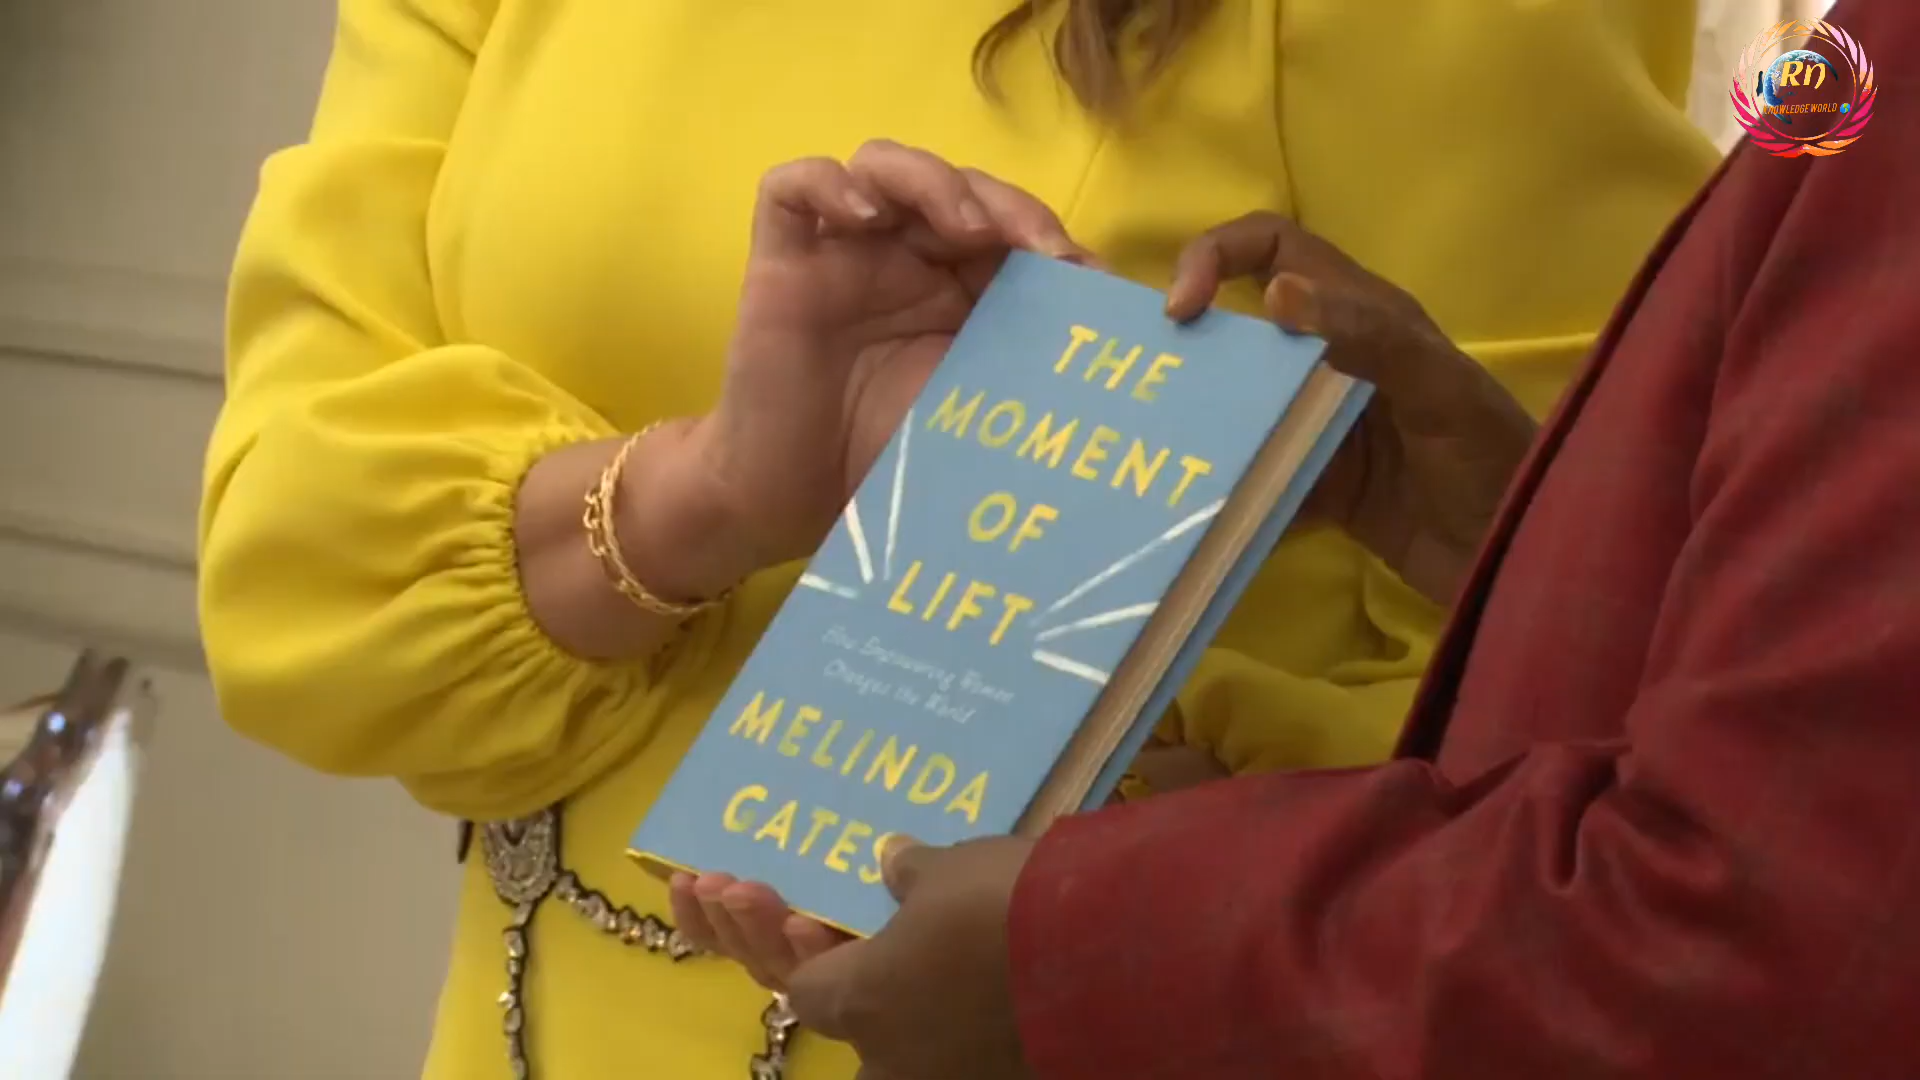 THE
MOMENT
OF
LIFT
How Empowering Women
Changes the World
MELINDA
GATES
RN
KNOWLEDGE WORLD